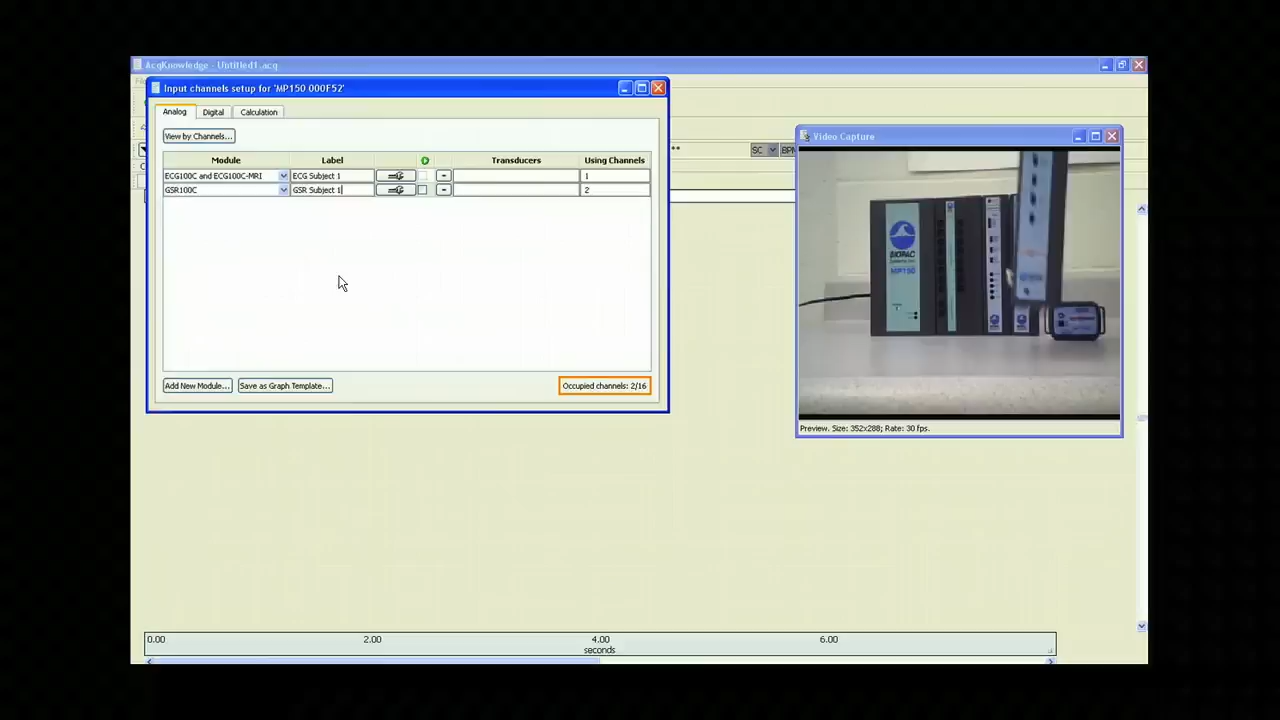 AcqKnowledge - Untitled1.acq
Input channels setup for 'MP150 000F52'
Analog
Digital
Calculation
View by Channels...
Module Label Transducers Using Channels
ECG100C and ECG100C-MRI ECG Subject 1 1
GSR100C GSR Subject 1 2
Add New Module...
Save as Graph Template...
Occupied channels: 2/16
SC
BPM
Video Capture
BIOPAC
MP150
Preview. Size: 352x288; Rate: 30 fps.
0.00 2.00 4.00 6.00
seconds